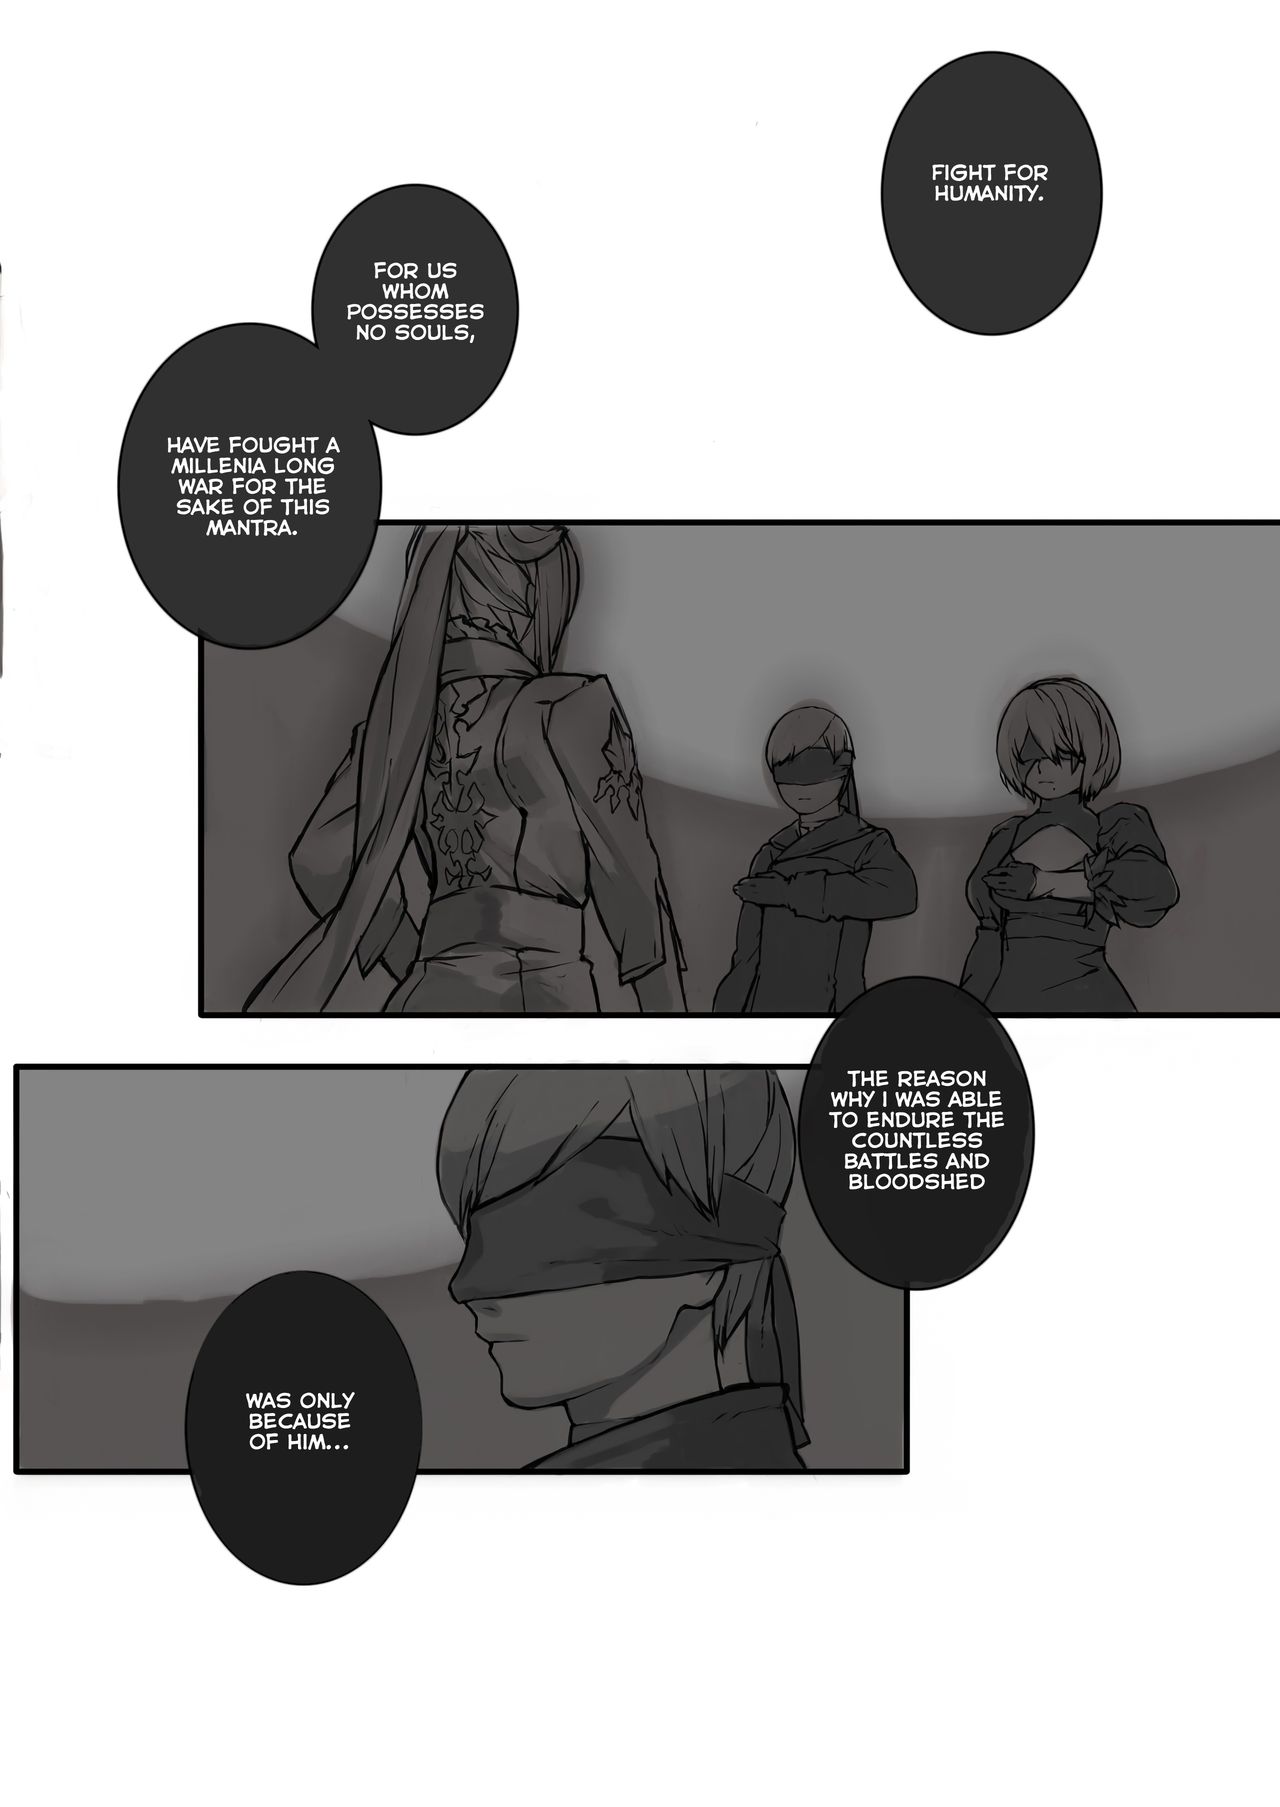 FIGHT FOR
HUMANITY.
FOR US
WHOM
POSSESSES
NO SOULS,
HAVE FOUGHT A
MILLENIA LONG
WAR FOR THE
SAKE OF THIS
MANTRA.
THE REASON
WHY I WAS ABLE
TO ENDURE THE
COUNTLESS
BATTLES AND
BLOODSHED
WAS ONLY
BECAUSE
OF HIM...